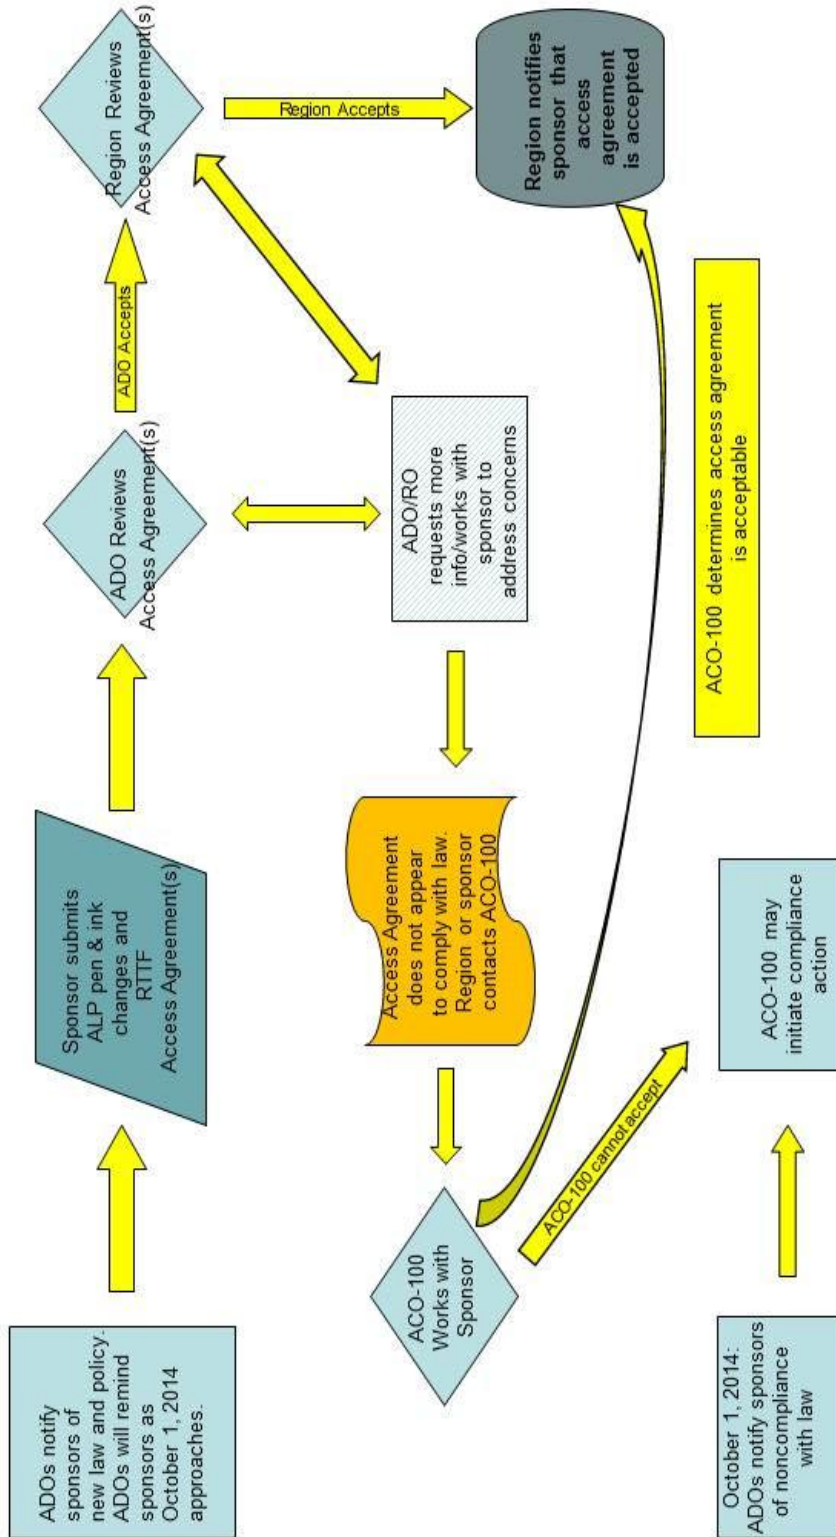 ADOs notify
sponsors of
new law and policy.
ADOs will remind
sponsors as
October 1, 2014
approaches.
Sponsor submits
ALP pen & ink
changes and
RTTF
Access Agreement(s)
ADO Reviews
Access Agreement(s)
ADO Accepts
Region Reviews
Access Agreement(s)
Region Accepts
Region notifies
sponsor that
access
agreement
is accepted
ADO/RO
requests more
info/works with
sponsor to
address concerns
Access Agreement
does not appear
to comply with law.
Region or sponsor
contacts ACO-100
ACO-100
Works with
Sponsor
ACO-100 cannot accept
ACO-100 determines access agreement
is acceptable
October 1, 2014:
ADOs notify sponsors
of noncompliance
with law
ACO-100 may
initiate compliance
action